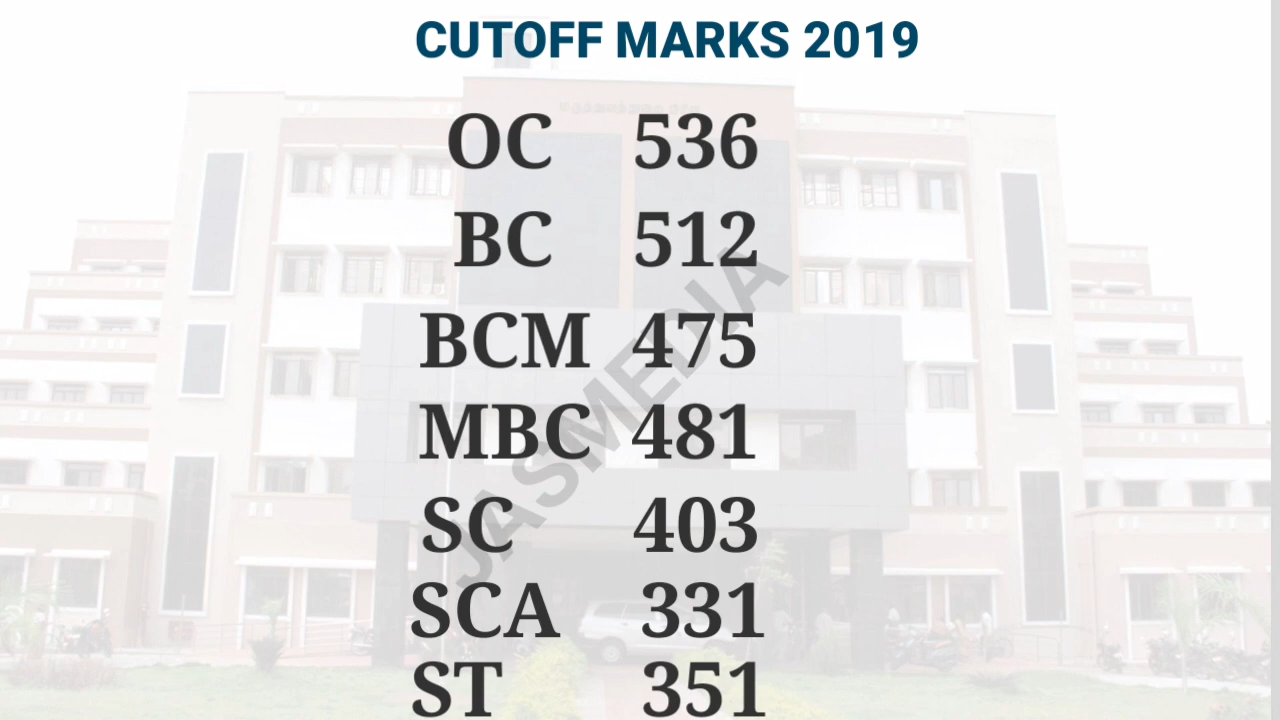 CUTOFF MARKS 2019
OC 536
BC 512
BCM 475
MBC 481
SC 403
SCA 331
ST 351
JASMEDIA